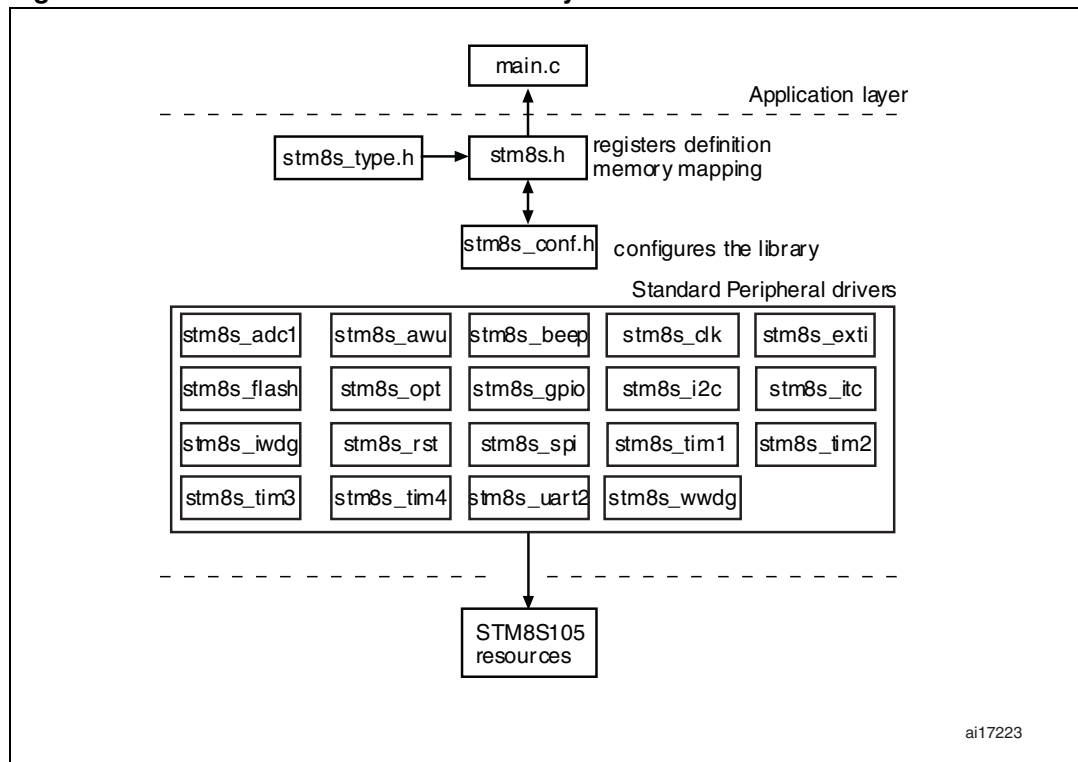 main.c
Application layer
stm8s_type.h
stm8s.h
registers definition
memory mapping
stm8s_conf.h
configures the library
Standard Peripheral drivers
stm8s_adc1 stm8s_awu stm8s_beep stm8s_clk stm8s_exti
stm8s_flash stm8s_opt stm8s_gpio stm8s_i2c stm8s_itc
stm8s_iwdg stm8s_rst stm8s_spi stm8s_tim1 stm8s_tim2
stm8s_tim3 stm8s_tim4 stm8s_uart2 stm8s_wwdg
STM8S105
resources
ai17223